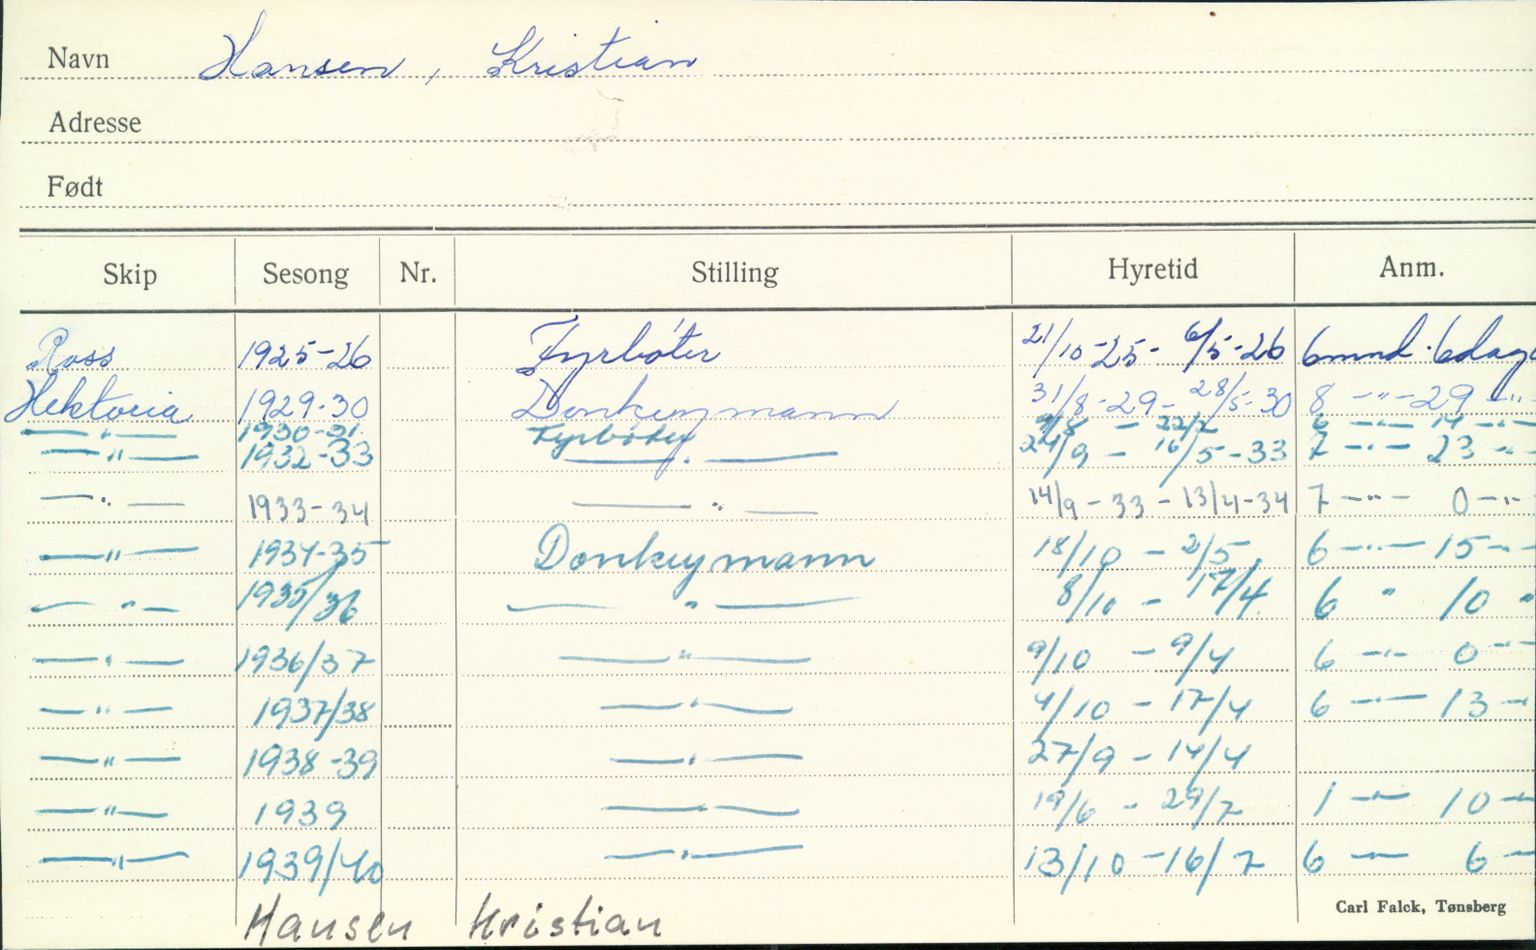 Navn Hansen, Kristian
Adresse
Født
Skip Sesong Nr. Stilling Hyretid Anm.
Ross 1925-26 Fyrbøter 21/10-25- 6/5-26 6 mnd. 6 dag
Hektoria 1929-30 Donkeymann 31/8-29- 28/5-30 8 -"- 29 -"-
-"- 1930-31 Fyrbøter - 22/2 6 -"- 14 -"-
-"- 1932-33 -"- 24/9 - 16/5-33 7 -"- 23 -"-
-"- 1933-34 -"- 14/9-33 - 13/4-34 7 -"- 0 -"-
-"- 1934-35 Donkeymann 18/10 - 2/5 6 -"- 15 -"-
-"- 1935/36 -"- 8/10 - 17/4 6 " 10 "
-"- 1936/37 -"- 9/10 - 9/4 6 -"- 0 -"-
-"- 1937/38 -"- 4/10 - 17/4 6 -"- 13 -"-
-"- 1938-39 -"- 27/9 - 14/4
-"- 1939 -"- 19/6 - 29/7 1 -"- 10 -"-
-"- 1939/40 -"- 13/10 - 16/7 6 -"- 6 -"-
Hansen Kristian
Carl Falck, Tønsberg